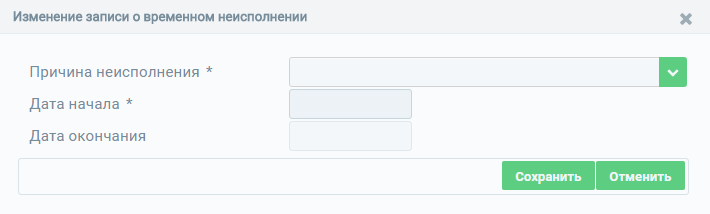 Изменение записи о временном неисполнении
Причина неисполнения *
Дата начала *
Дата окончания
Сохранить Отменить